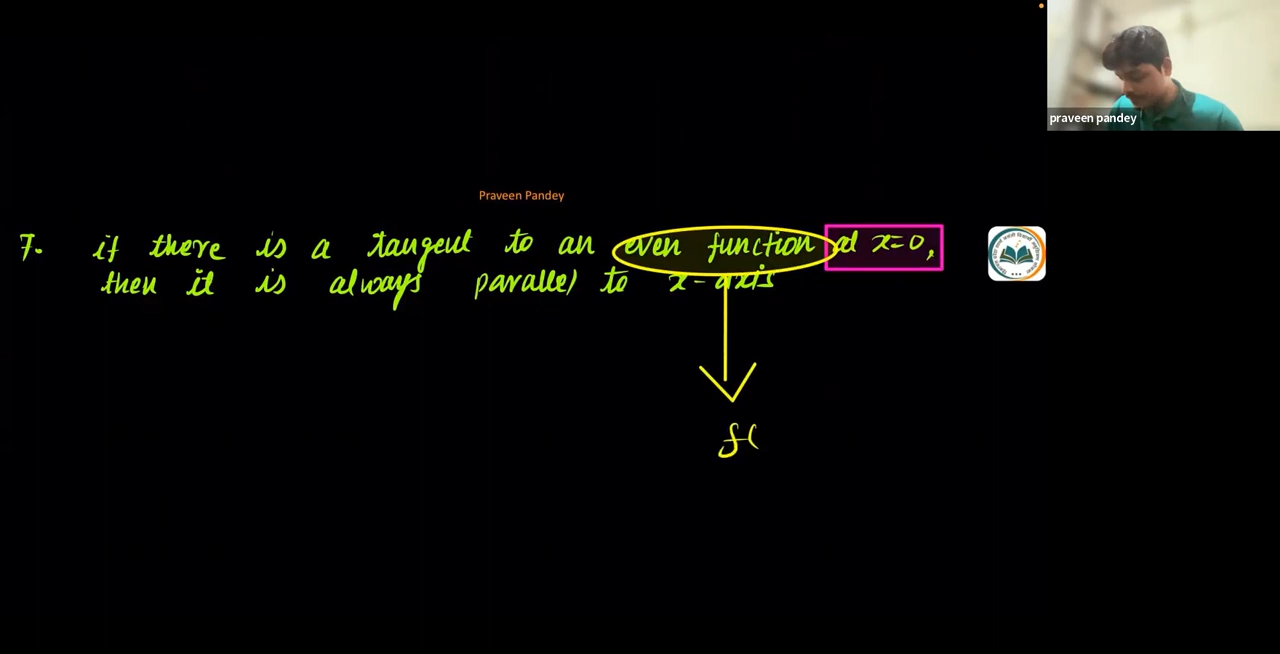 praveen pandey
Praveen Pandey
7. if there is a tangent to an even function at x=0,
then it is always parallel to x-axis
f(